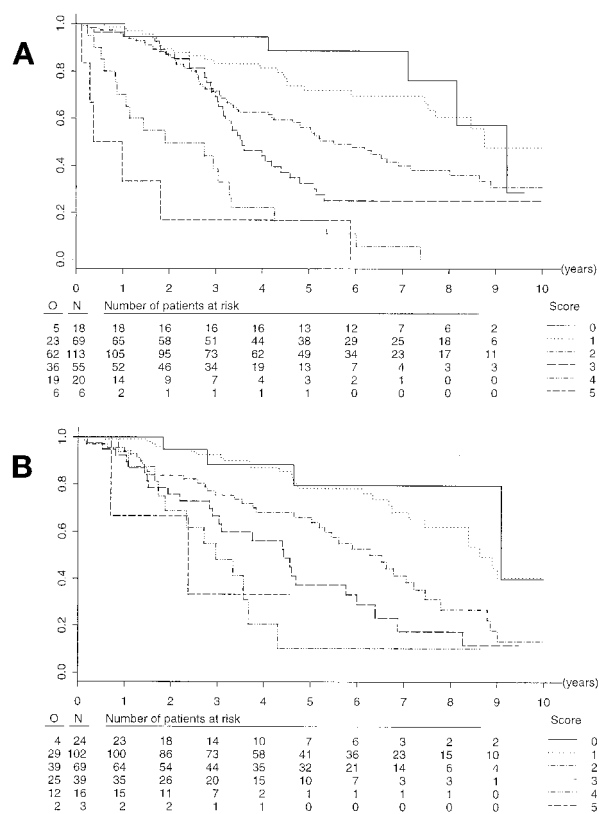 A
1.0
0.8
0.6
0.4
0.2
0.0
(years)
0 1 2 3 4 5 6 7 8 9 10
O N Number of patients at risk Score
5 18 18 16 16 16 13 12 7 6 2 0
23 69 65 58 51 44 38 29 25 18 6 1
62 113 105 95 73 62 49 34 23 17 11 2
36 55 52 46 34 19 13 7 4 3 3 3
19 20 14 9 7 4 3 2 1 0 0 4
6 6 2 1 1 1 1 0 0 0 0 5
B
1.0
0.8
0.6
0.4
0.2
0.0
(years)
0 1 2 3 4 5 6 7 8 9 10
O N Number of patients at risk Score
4 24 23 18 14 10 7 6 3 2 2 0
29 102 100 86 73 58 41 36 23 15 10 1
39 69 64 54 44 35 32 21 14 6 4 2
25 39 35 26 20 15 10 7 3 3 1 3
12 16 15 11 7 2 1 1 1 1 0 4
2 3 2 2 1 1 0 0 0 0 0 5